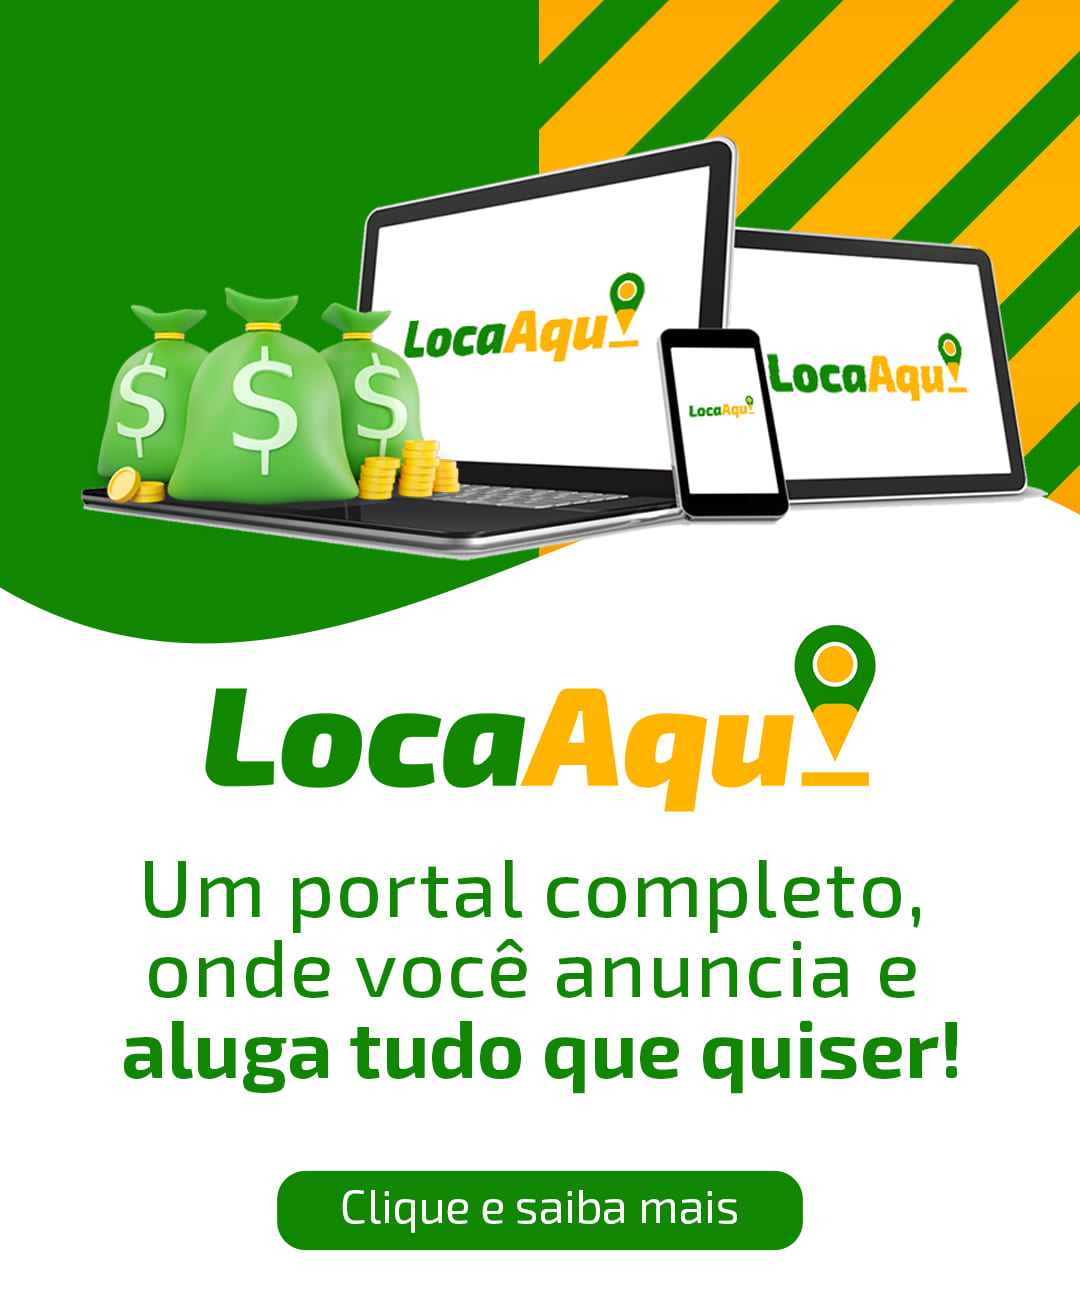 LocaAqui
LocaAqui
LocaAqui
$ $ $
LocaAqui
Um portal completo,
onde você anuncia e
aluga tudo que quiser!
Clique e saiba mais